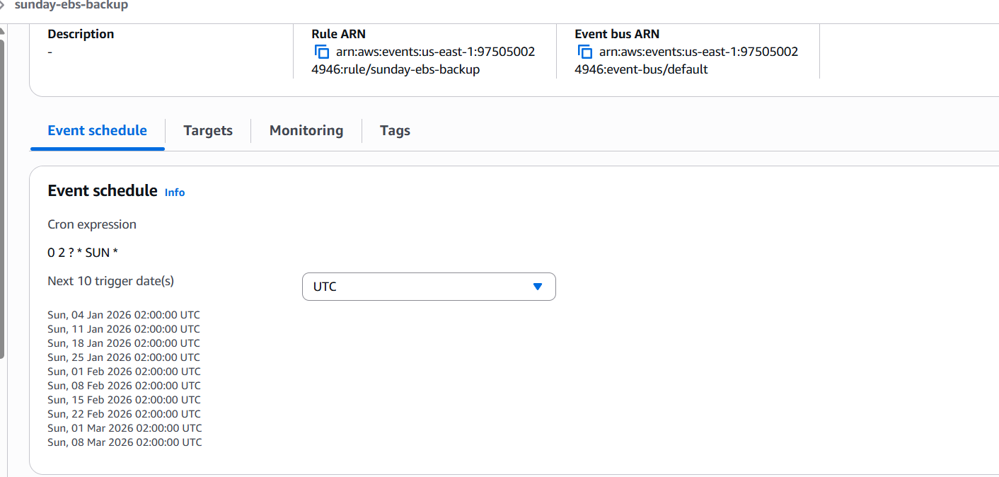 sunday-ebs-backup
Description
-
Rule ARN
arn:aws:events:us-east-1:97505002
4946:rule/sunday-ebs-backup
Event bus ARN
arn:aws:events:us-east-1:97505002
4946:event-bus/default
Event schedule
Targets
Monitoring
Tags
Event schedule Info
Cron expression
0 2 ? * SUN *
Next 10 trigger date(s)
UTC
Sun, 04 Jan 2026 02:00:00 UTC
Sun, 11 Jan 2026 02:00:00 UTC
Sun, 18 Jan 2026 02:00:00 UTC
Sun, 25 Jan 2026 02:00:00 UTC
Sun, 01 Feb 2026 02:00:00 UTC
Sun, 08 Feb 2026 02:00:00 UTC
Sun, 15 Feb 2026 02:00:00 UTC
Sun, 22 Feb 2026 02:00:00 UTC
Sun, 01 Mar 2026 02:00:00 UTC
Sun, 08 Mar 2026 02:00:00 UTC